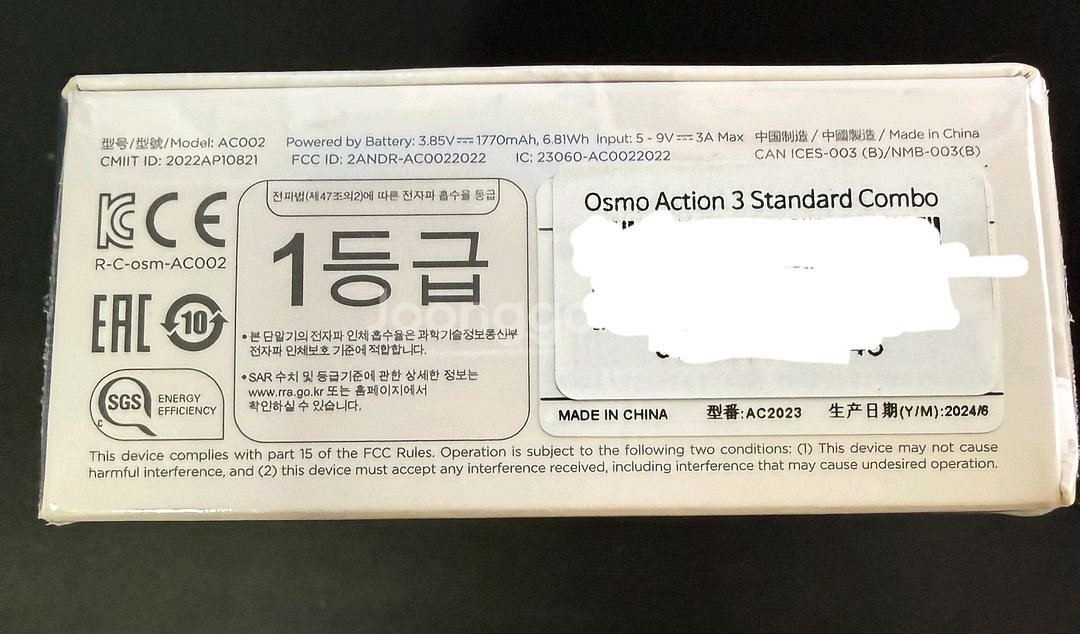 型号/型號/Model: AC002
CMIIT ID: 2022AP10821
Powered by Battery: 3.85V⎓1770mAh, 6.81Wh Input: 5 - 9V⎓3A Max
FCC ID: 2ANDR-AC0022022 IC: 23060-AC0022022
中国制造 / 中國製造 / Made in China
CAN ICES-003 (B)/NMB-003(B)
KC CE
R-C-osm-AC002
EAC 10
SGS ENERGY
EFFICIENCY
전파법(제47조의2)에 따른 전자파 흡수율 등급
1등급
• 본 단말기의 전자파 인체 흡수율은 과학기술정보통신부
전자파 인체보호 기준에 적합합니다.
• SAR 수치 및 등급기준에 관한 상세한 정보는
www.rra.go.kr 또는 홈페이지에서
확인하실 수 있습니다.
Osmo Action 3 Standard Combo
MADE IN CHINA 型番:AC2023 生产日期(Y/M):2024/6
This device complies with part 15 of the FCC Rules. Operation is subject to the following two conditions: (1) This device may not cause
harmful interference, and (2) this device must accept any interference received, including interference that may cause undesired operation.